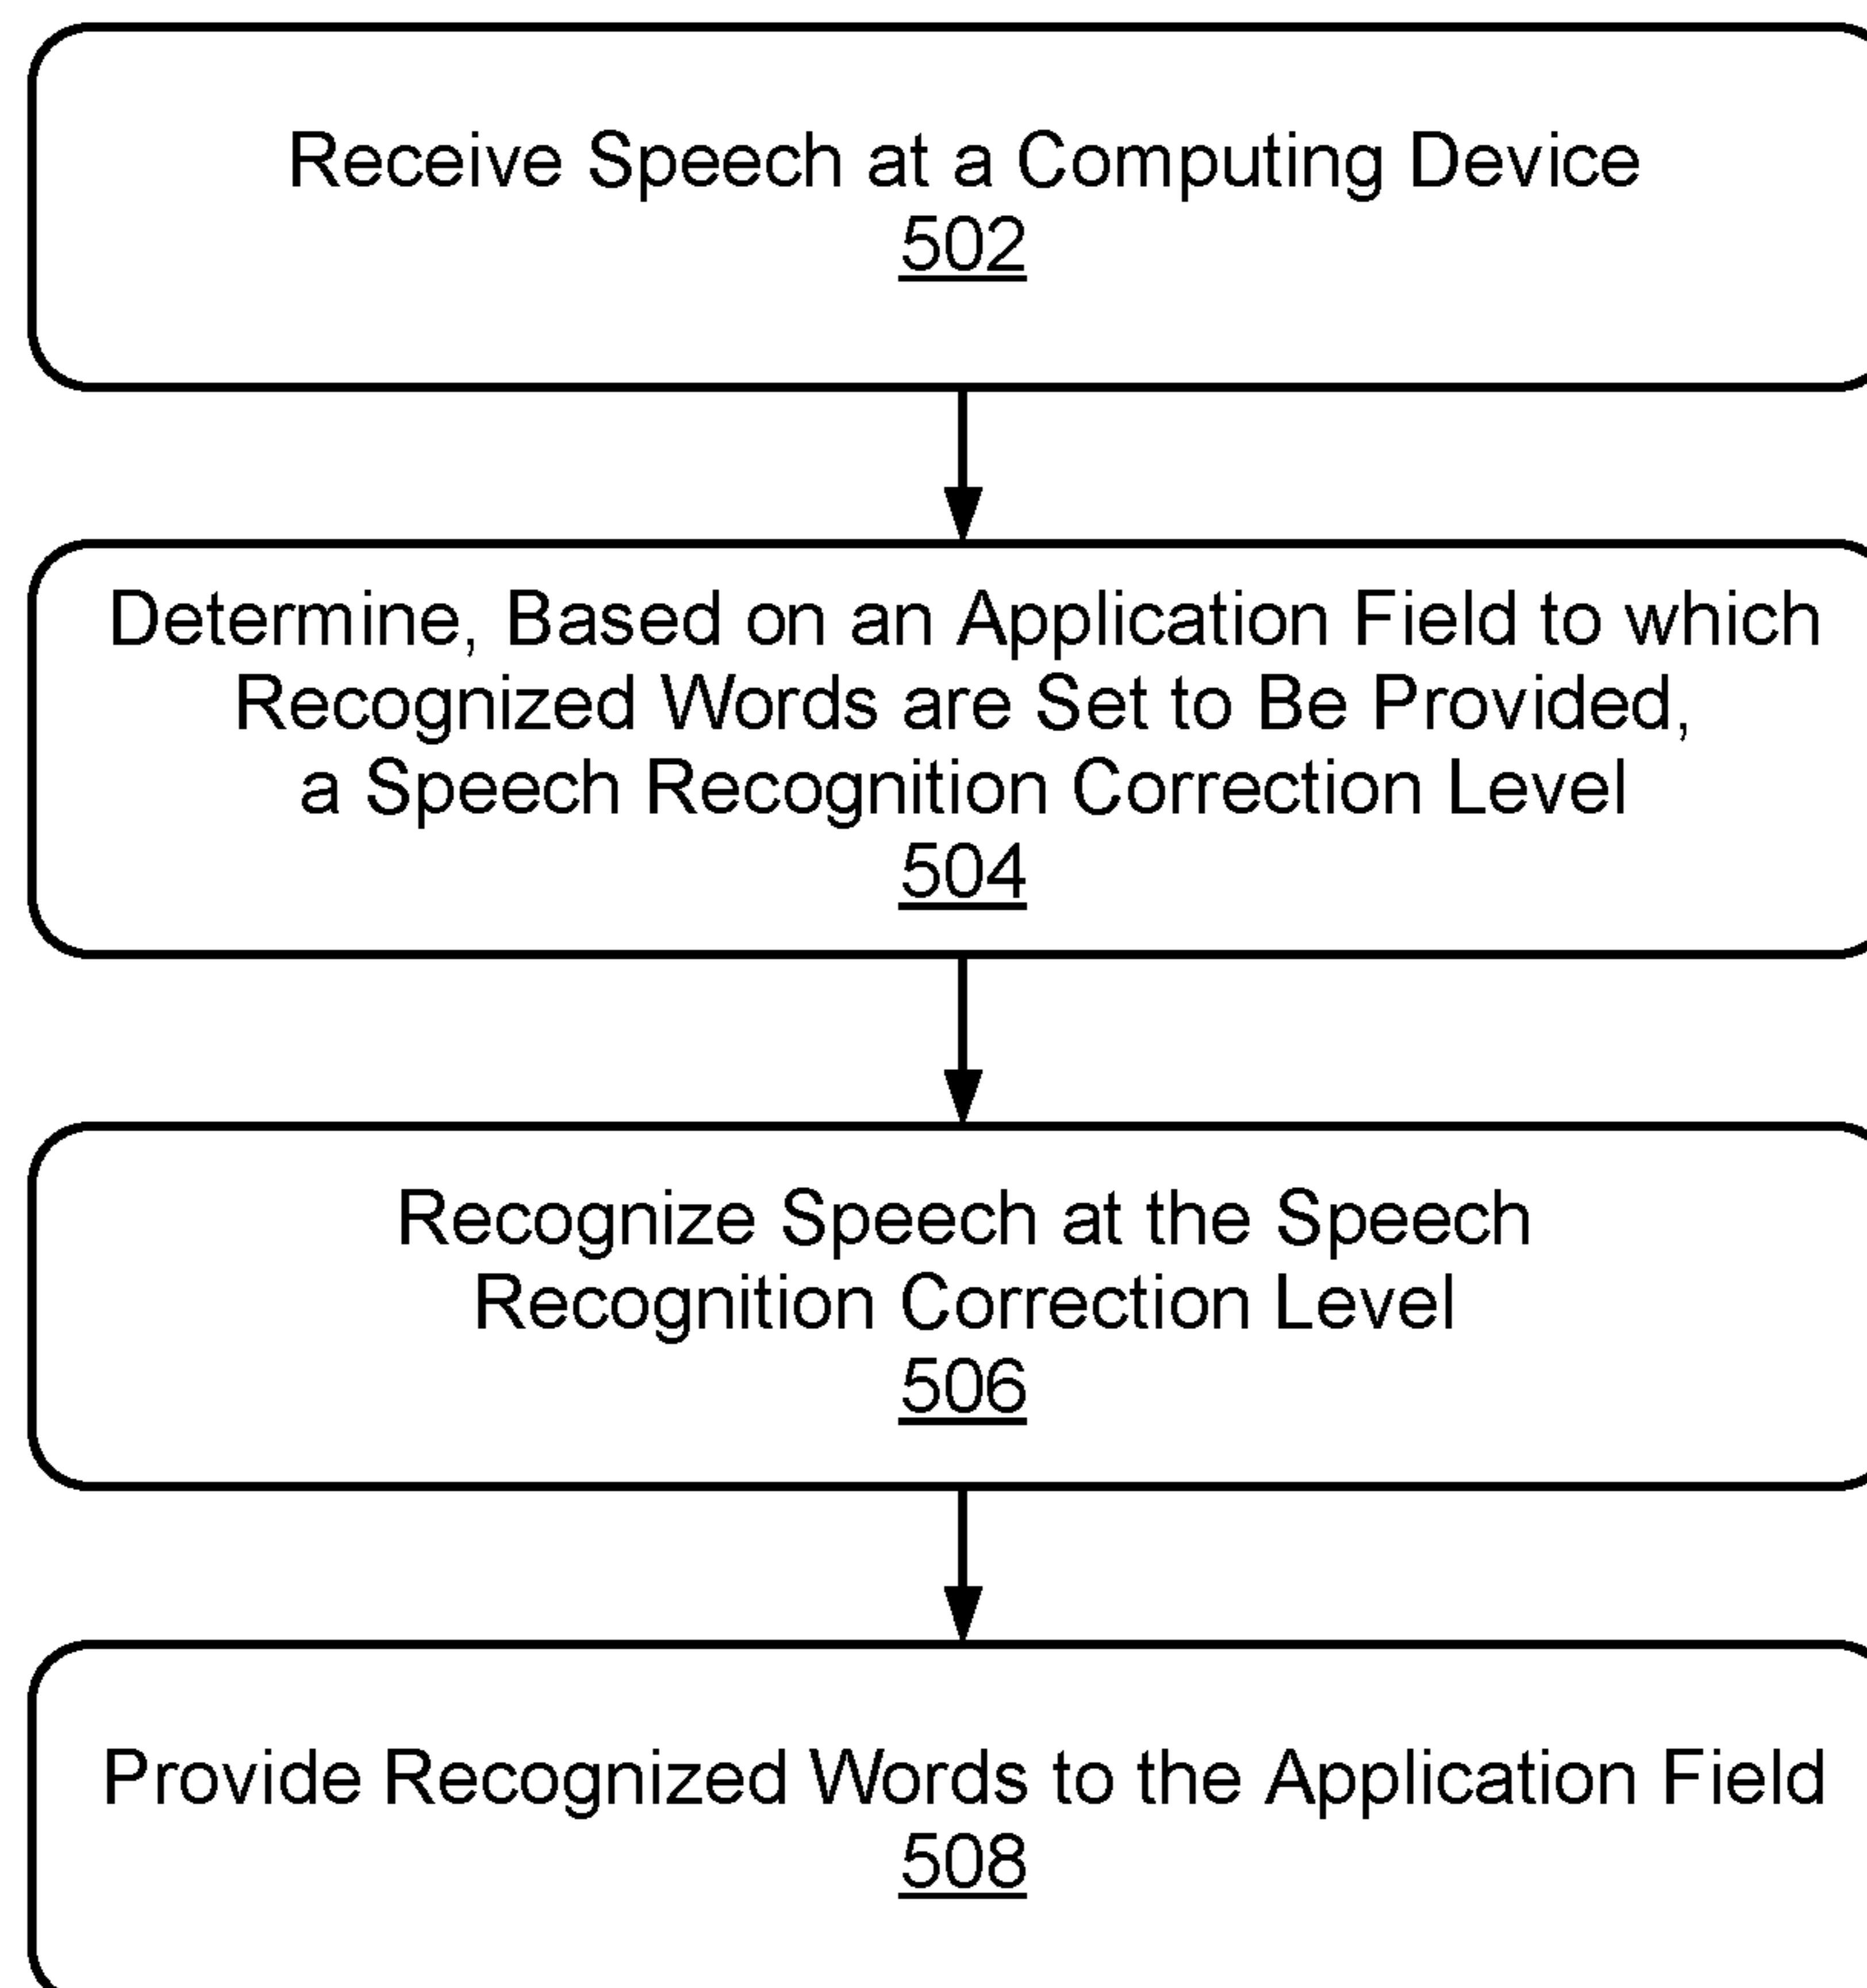 Receive Speech at a Computing Device
502
Determine, Based on an Application Field to which
Recognized Words are Set to Be Provided,
a Speech Recognition Correction Level
504
Recognize Speech at the Speech
Recognition Correction Level
506
Provide Recognized Words to the Application Field
508